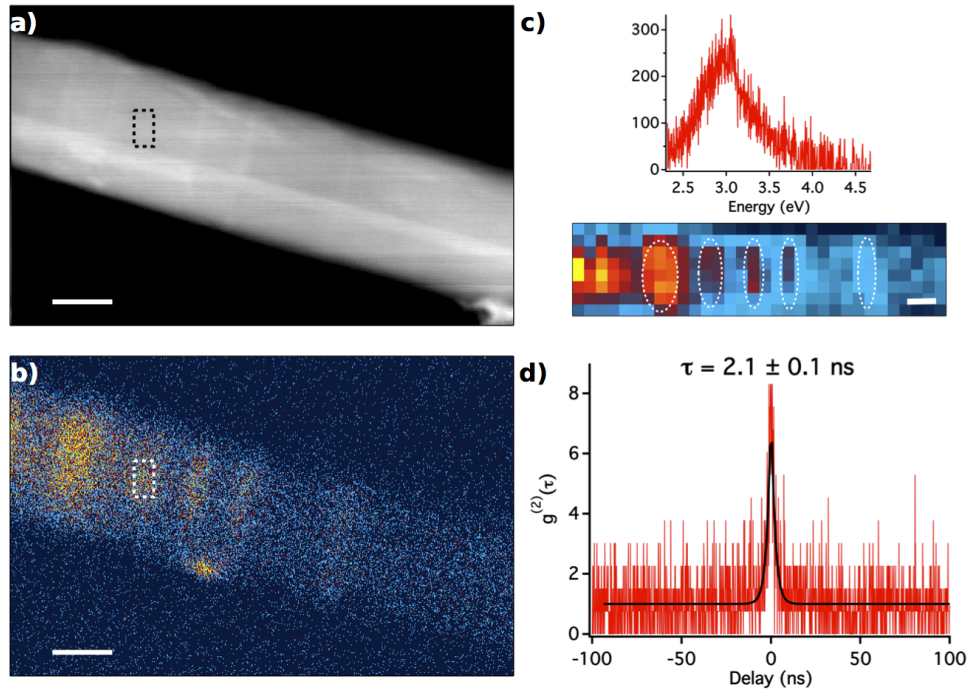 a)
b)
c)
300
200
100
0
2.5 3.0 3.5 4.0 4.5
Energy (eV)
d)
τ = 2.1 ± 0.1 ns
8
6
4
2
0
g(2)(τ)
-100 -50 0 50 100
Delay (ns)